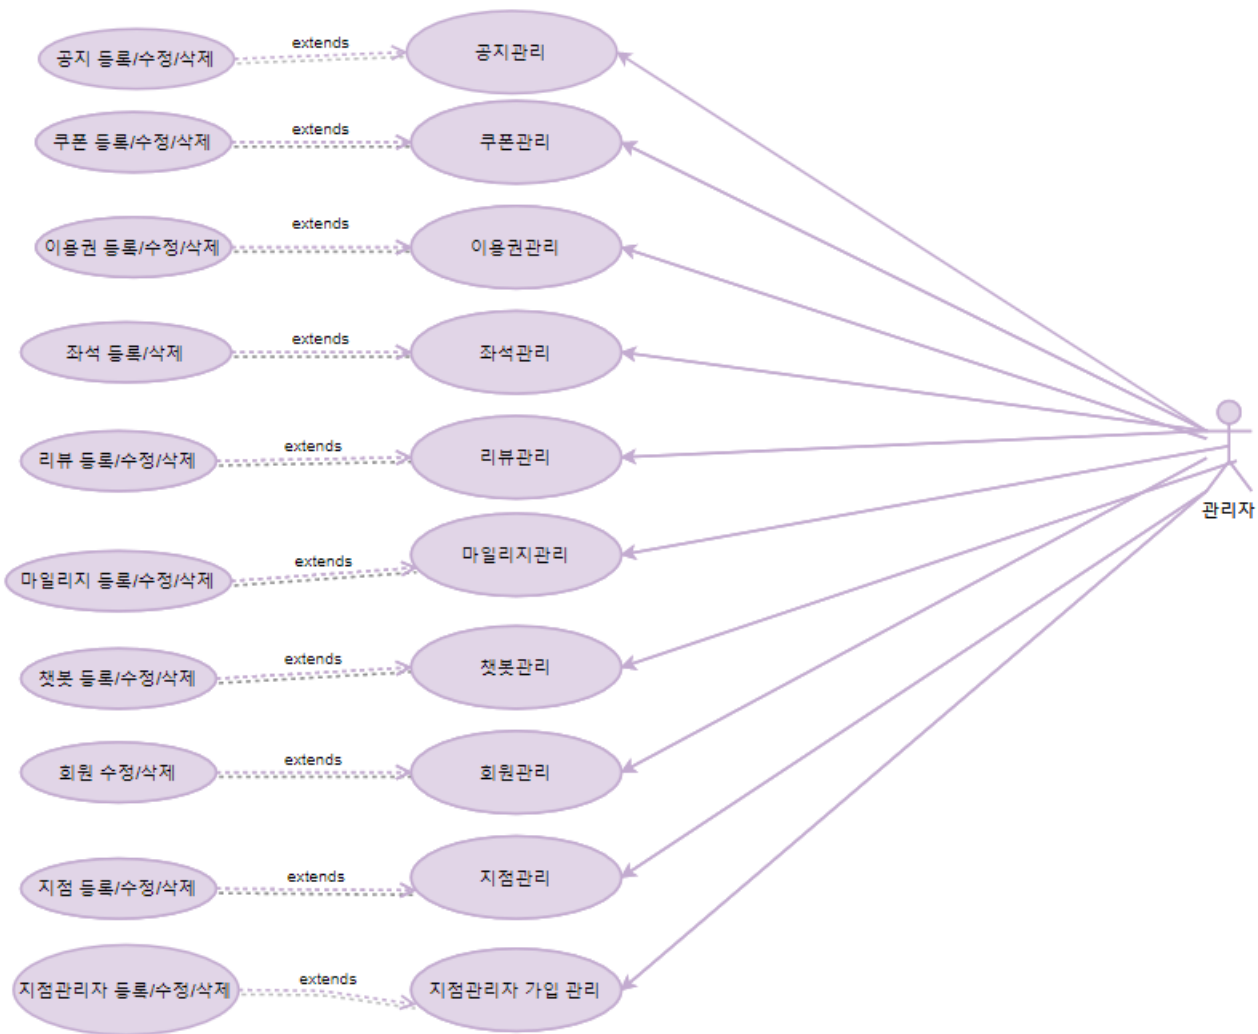 공지 등록/수정/삭제
extends
공지관리
쿠폰 등록/수정/삭제
extends
쿠폰관리
이용권 등록/수정/삭제
extends
이용권관리
좌석 등록/삭제
extends
좌석관리
리뷰 등록/수정/삭제
extends
리뷰관리
관리자
마일리지 등록/수정/삭제
extends
마일리지관리
챗봇 등록/수정/삭제
extends
챗봇관리
회원 수정/삭제
extends
회원관리
지점 등록/수정/삭제
extends
지점관리
지점관리자 등록/수정/삭제
extends
지점관리자 가입 관리